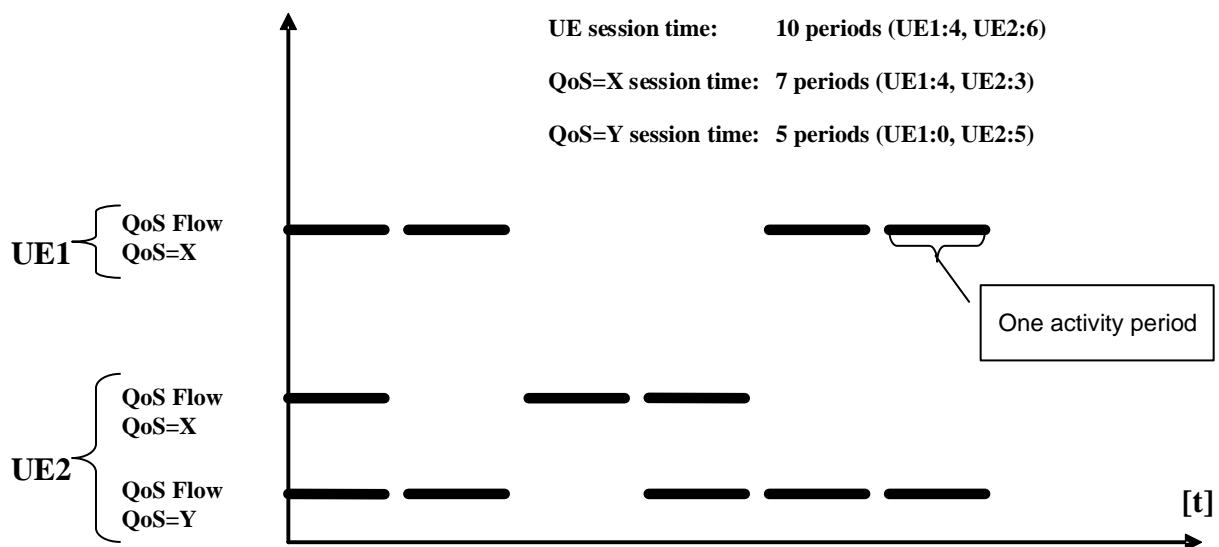 UE session time: 10 periods (UE1:4, UE2:6)
QoS=X session time: 7 periods (UE1:4, UE2:3)
QoS=Y session time: 5 periods (UE1:0, UE2:5)
UE1
QoS Flow
QoS=X
One activity period
UE2
QoS Flow
QoS=X
QoS Flow
QoS=Y
[t]